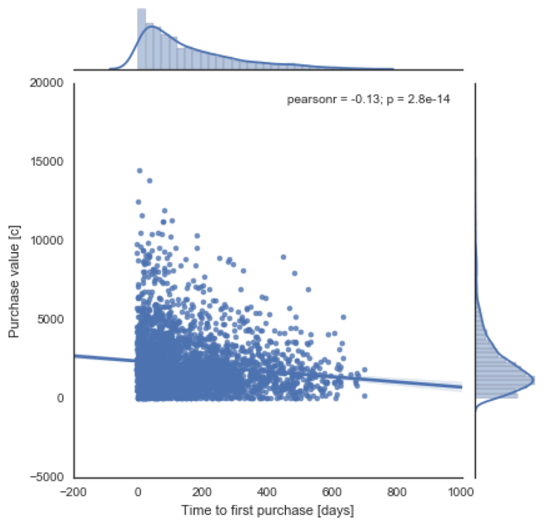 20000
pearsonr = -0.13; p = 2.8e-14
15000
10000
Purchase value [c]
5000
0
−5000
−200 0 200 400 600 800 1000
Time to first purchase [days]